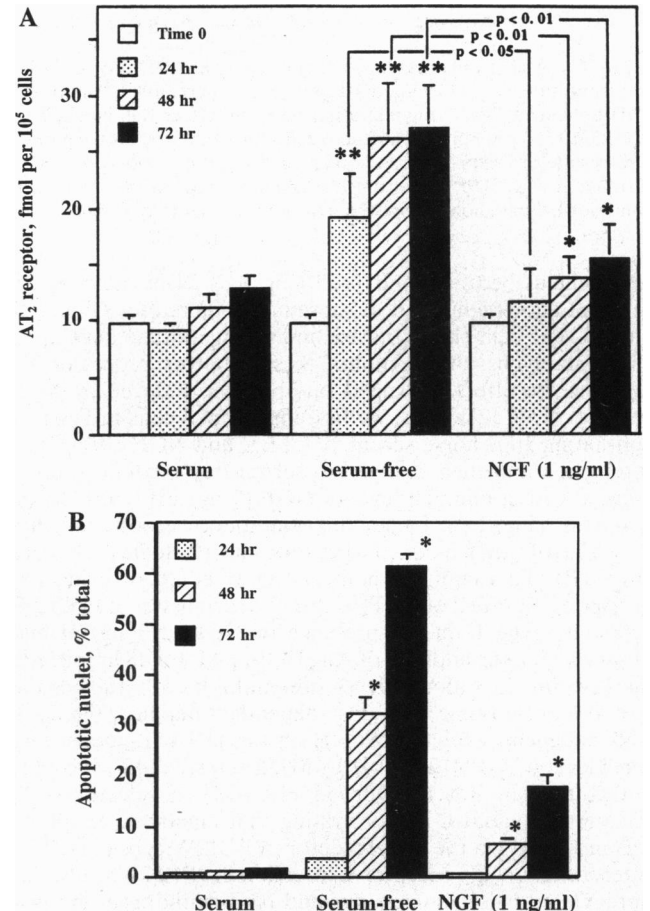 A
Time 0
24 hr
48 hr
72 hr
p < 0. 01
p < 0. 01
p < 0. 05
** ** **
* *
AT₂ receptor, fmol per 10⁵ cells
30
20
10
0
Serum Serum-free NGF (1 ng/ml)
B
24 hr
48 hr
72 hr
* *
* *
Apoptotic nuclei, % total
70
60
50
40
30
20
10
0
Serum Serum-free NGF (1 ng/ml)